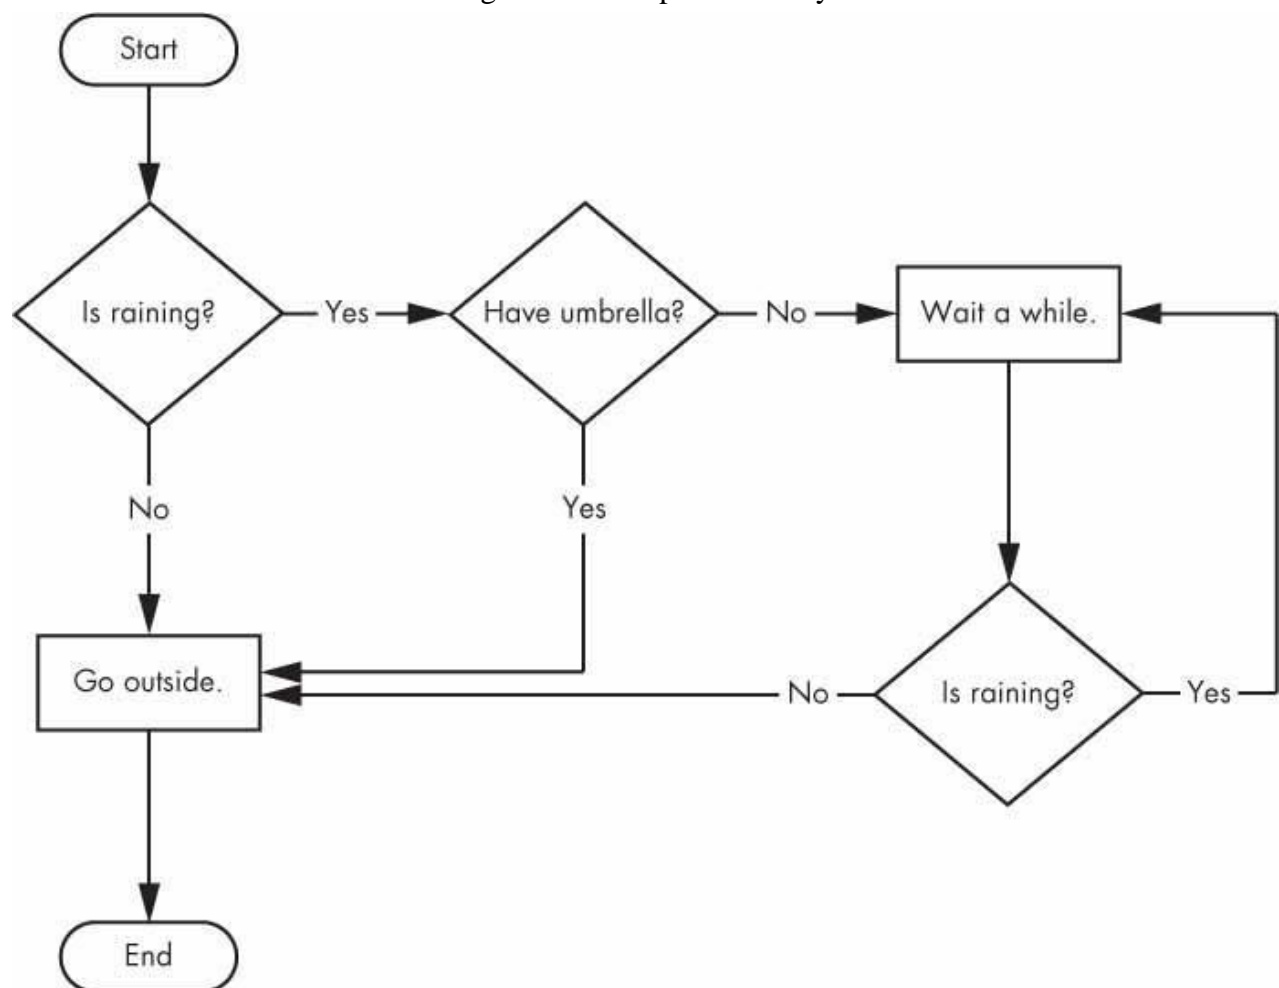 Start
Is raining?
Yes
Have umbrella?
No
Wait a while.
No
Yes
Go outside.
No
Is raining?
Yes
End